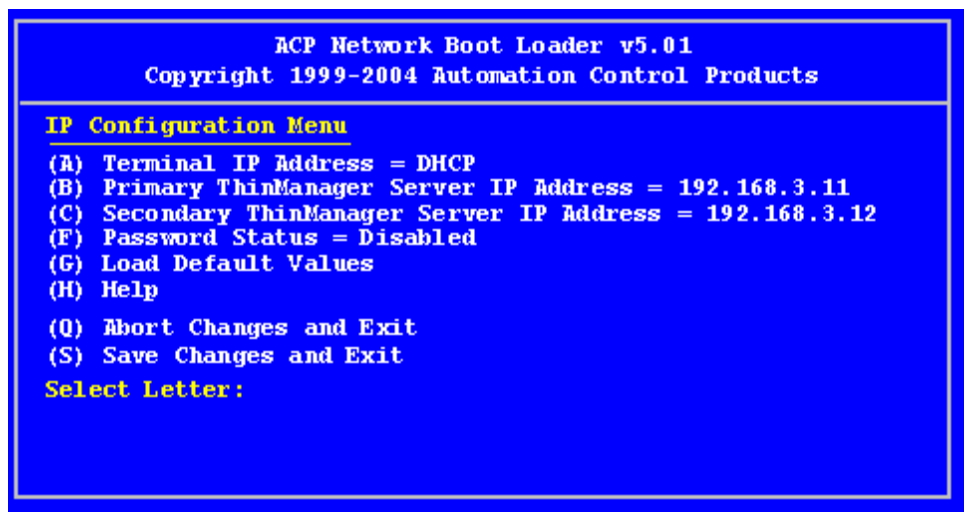 ACP Network Boot Loader v5.01
Copyright 1999-2004 Automation Control Products
IP Configuration Menu
(A) Terminal IP Address = DHCP
(B) Primary ThinManager Server IP Address = 192.168.3.11
(C) Secondary ThinManager Server IP Address = 192.168.3.12
(F) Password Status = Disabled
(G) Load Default Values
(H) Help
(Q) Abort Changes and Exit
(S) Save Changes and Exit
Select Letter: